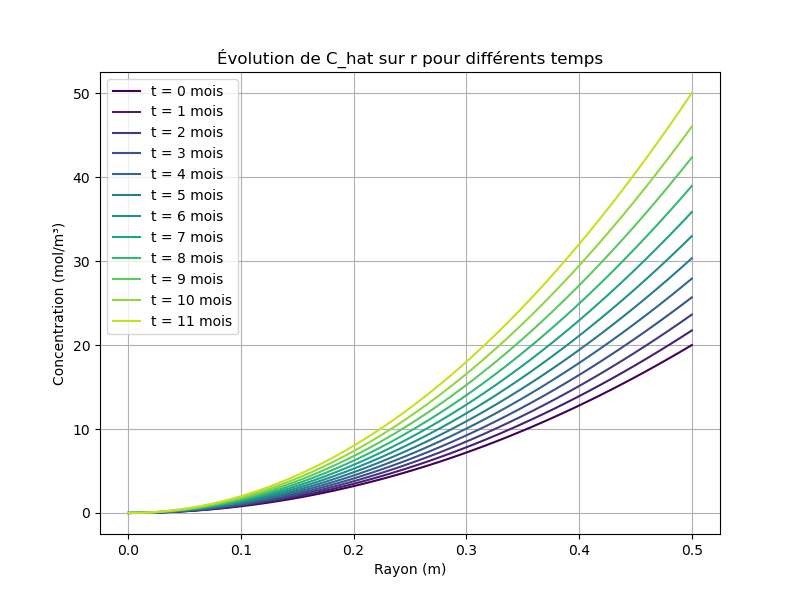 Évolution de C_hat sur r pour différents temps
t = 0 mois
t = 1 mois
t = 2 mois
t = 3 mois
t = 4 mois
t = 5 mois
t = 6 mois
t = 7 mois
t = 8 mois
t = 9 mois
t = 10 mois
t = 11 mois
Concentration (mol/m³)
50
40
30
20
10
0
0.0 0.1 0.2 0.3 0.4 0.5
Rayon (m)